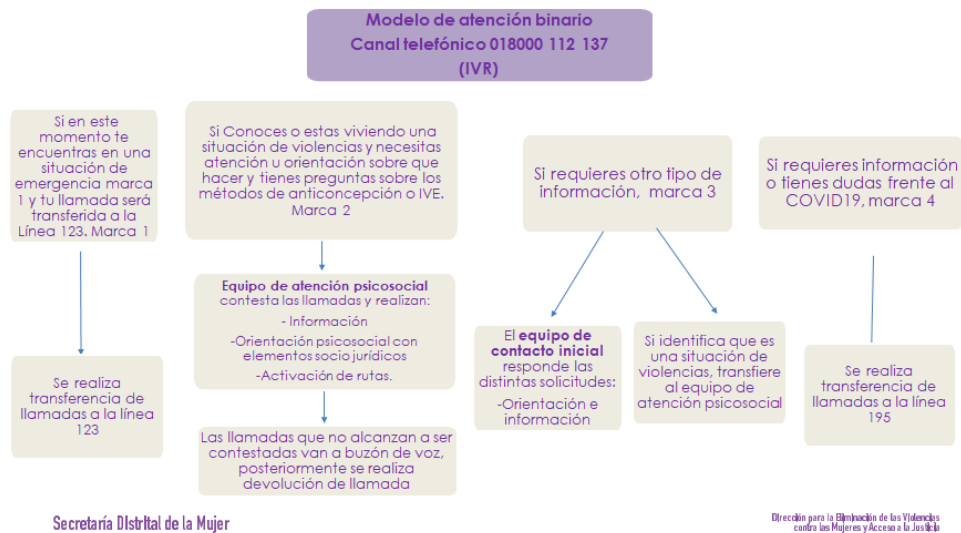 Modelo de atención binario
Canal telefónico 018000 112 137
(IVR)
Si en este
momento te
encuentras en una
situación de
emergencia marca
1 y tu llamada será
transferida a la
Línea 123. Marca 1
Si Conoces o estas viviendo una
situación de violencias y necesitas
atención u orientación sobre que
hacer y tienes preguntas sobre los
métodos de anticoncepción o IVE.
Marca 2
Si requieres otro tipo de
información, marca 3
Si requieres información
o tienes dudas frente al
COVID19, marca 4
Equipo de atención psicosocial
contesta las llamadas y realizan:
- Información
-Orientación psicosocial con
elementos socio jurídicos
-Activación de rutas.
El equipo de
contacto inicial
responde las
distintas solicitudes:
-Orientación e
información
Si identifica que es
una situación de
violencias, transfiere
al equipo de
atención psicosocial
Se realiza
transferencia de
llamadas a la línea
123
Se realiza
transferencia de
llamadas a la línea
195
Las llamadas que no alcanzan a ser
contestadas van a buzón de voz,
posteriormente se realiza
devolución de llamada
Secretaría Distrital de la Mujer
Dirección para la Eliminación de las Violencias
contra las Mujeres y Acceso a la Justicia